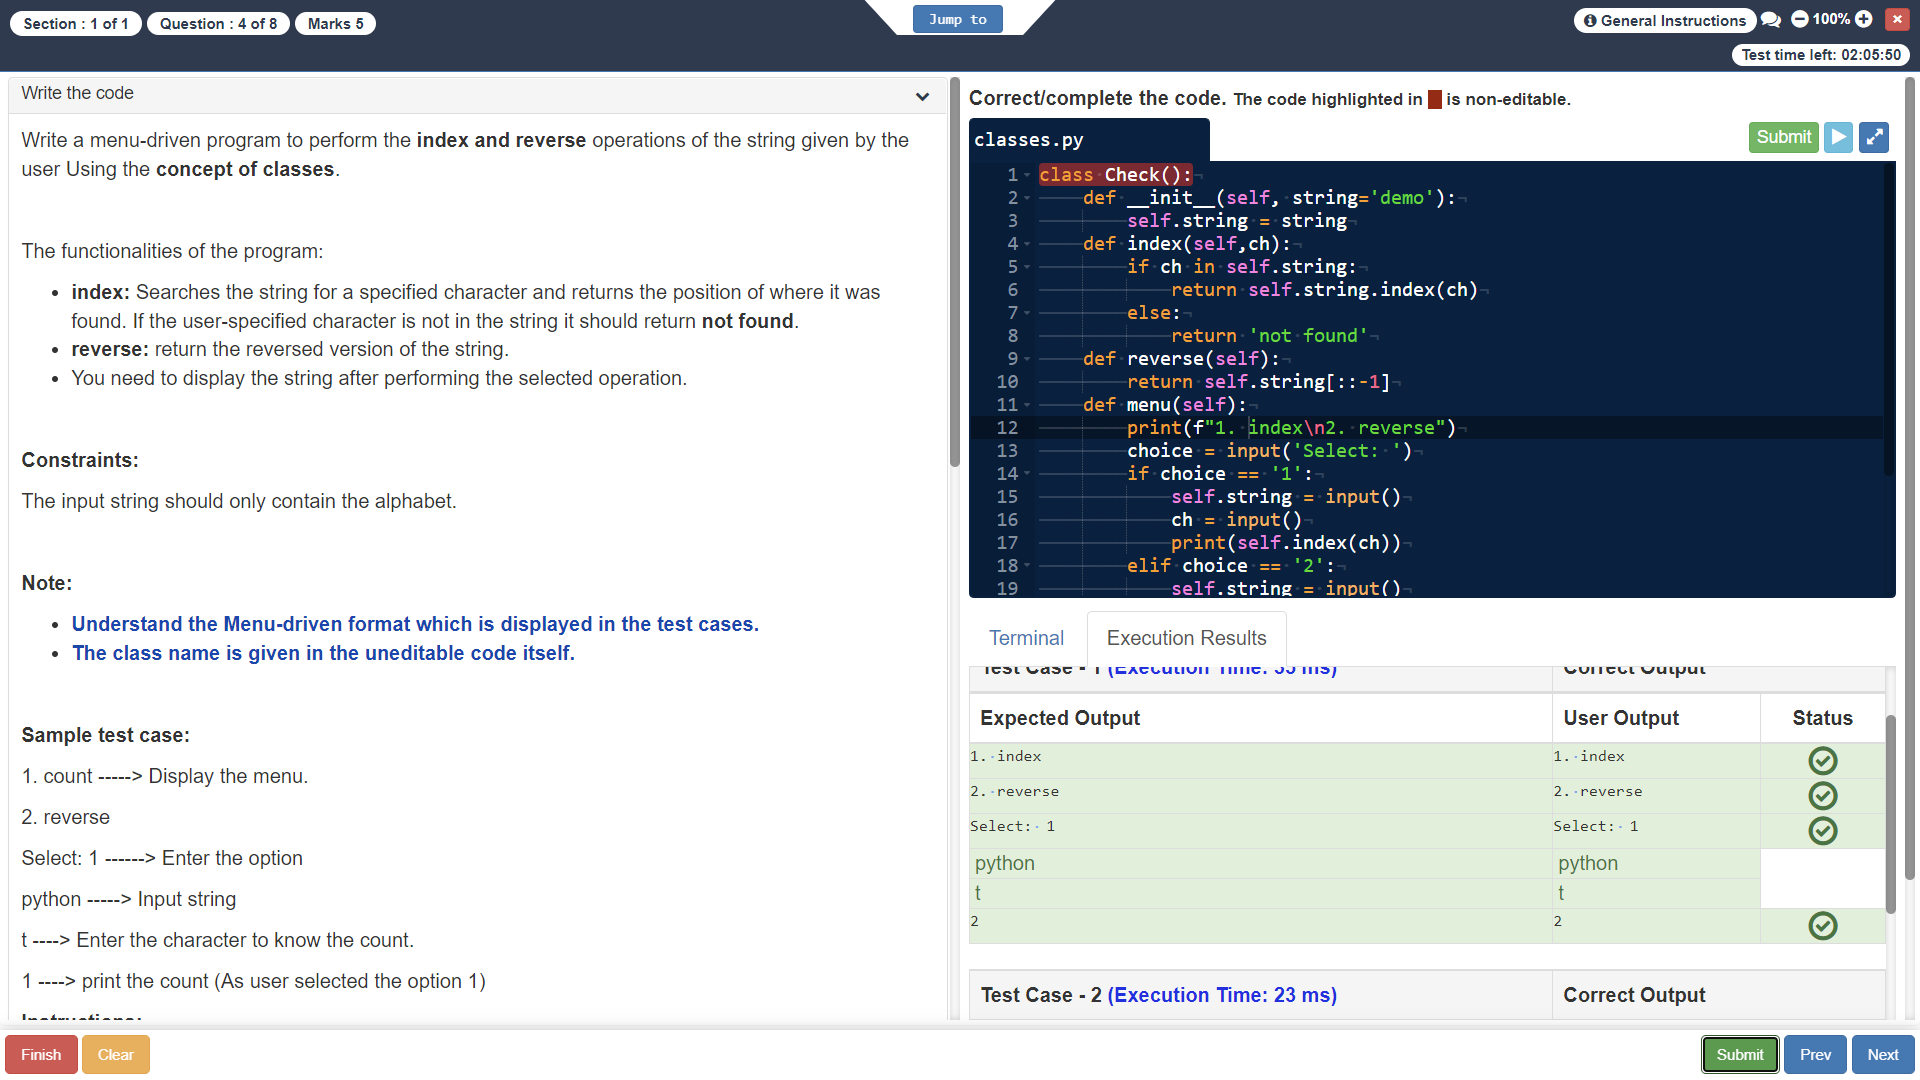 Section : 1 of 1
Question : 4 of 8
Marks 5
Jump to
General Instructions
100%
Test time left: 02:05:50
Write the code
Write a menu-driven program to perform the index and reverse operations of the string given by the
user Using the concept of classes.
The functionalities of the program:
index: Searches the string for a specified character and returns the position of where it was
found. If the user-specified character is not in the string it should return not found.
reverse: return the reversed version of the string.
You need to display the string after performing the selected operation.
Constraints:
The input string should only contain the alphabet.
Note:
Understand the Menu-driven format which is displayed in the test cases.
The class name is given in the uneditable code itself.
Sample test case:
1. count -----> Display the menu.
2. reverse
Select: 1 ------> Enter the option
python -----> Input string
t ----> Enter the character to know the count.
1 ----> print the count (As user selected the option 1)
Instructions:
Correct/complete the code. The code highlighted in is non-editable.
classes.py
Submit
1 class Check():
2 def __init__(self, string='demo'):
3 self.string = string
4 def index(self,ch):
5 if ch in self.string:
6 return self.string.index(ch)
7 else:
8 return 'not found'
9 def reverse(self):
10 return self.string[::-1]
11 def menu(self):
12 print(f"1. index\n2. reverse")
13 choice = input('Select: ')
14 if choice == '1':
15 self.string = input()
16 ch = input()
17 print(self.index(ch))
18 elif choice == '2':
19 self.string = input()
Terminal
Execution Results
Test Case - 1 (Execution Time: 35 ms) Correct Output
Expected Output User Output Status
1. index 1. index
2. reverse 2. reverse
Select: 1 Select: 1
python python
t t
2 2
Test Case - 2 (Execution Time: 23 ms) Correct Output
Finish
Clear
Submit
Prev
Next